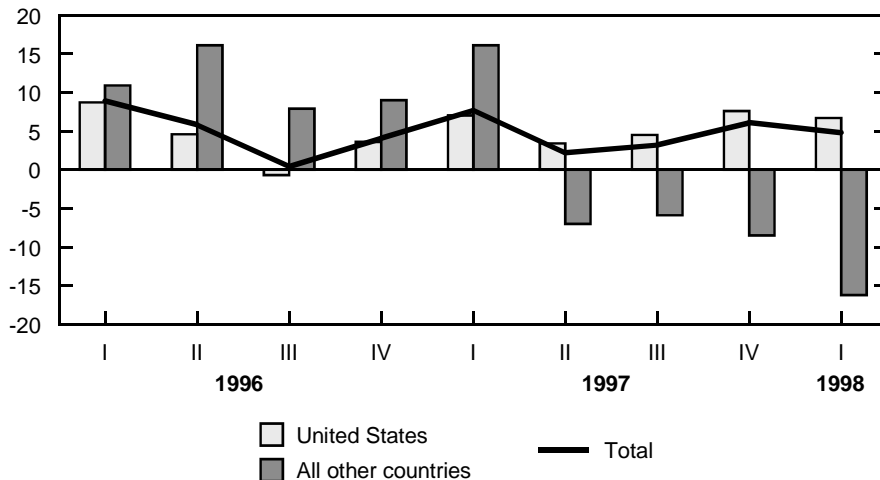 20
15
10
5
0
-5
-10
-15
-20
I II III IV I II III IV I
1996 1997 1998
United States
All other countries
Total